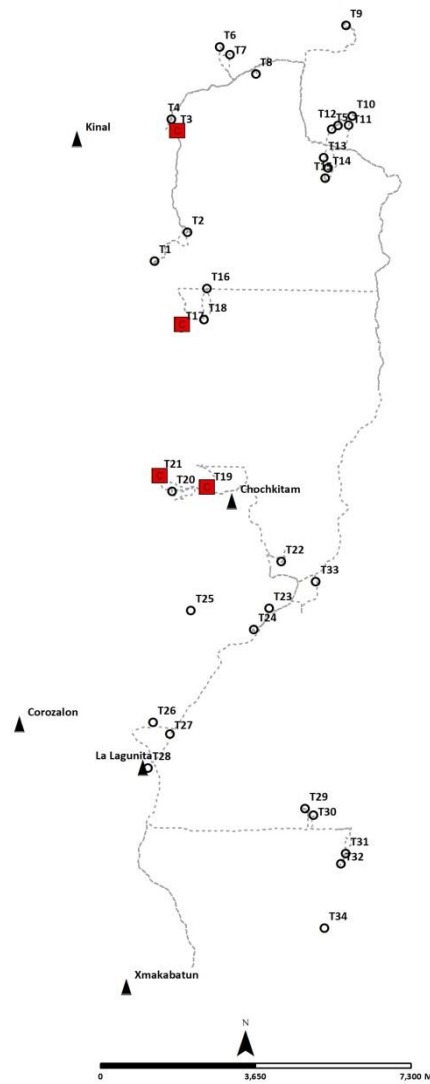 T9
T6
T7
T8
T4
T3
T10
T12
T5
T11
Kinal
T13
T14
T2
T1
T16
T17
T18
T21
T19
T20
Chochkitam
T22
T33
T25
T23
T24
T26
Corozalon
T27
La Lagunita
T28
T29
T30
T31
T32
T34
Xmakabatun
N
0
3,650
7,300 M